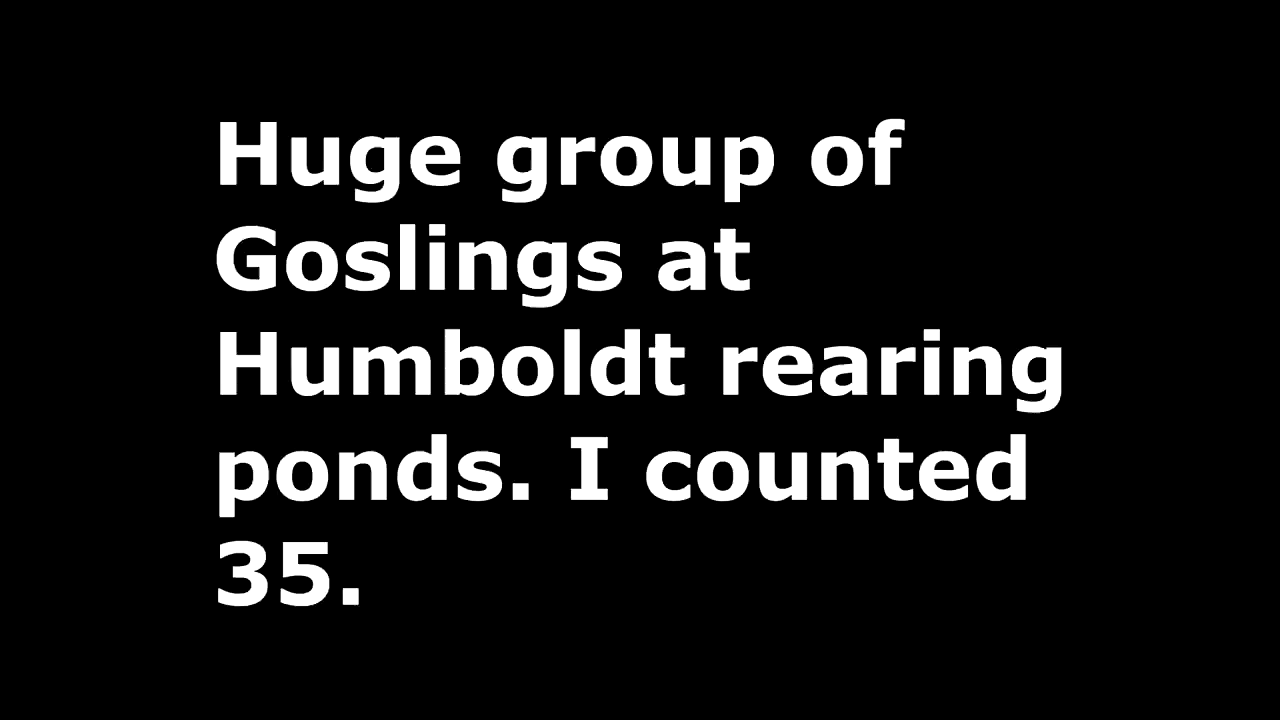 Huge group of
Goslings at
Humboldt rearing
ponds. I counted
35.